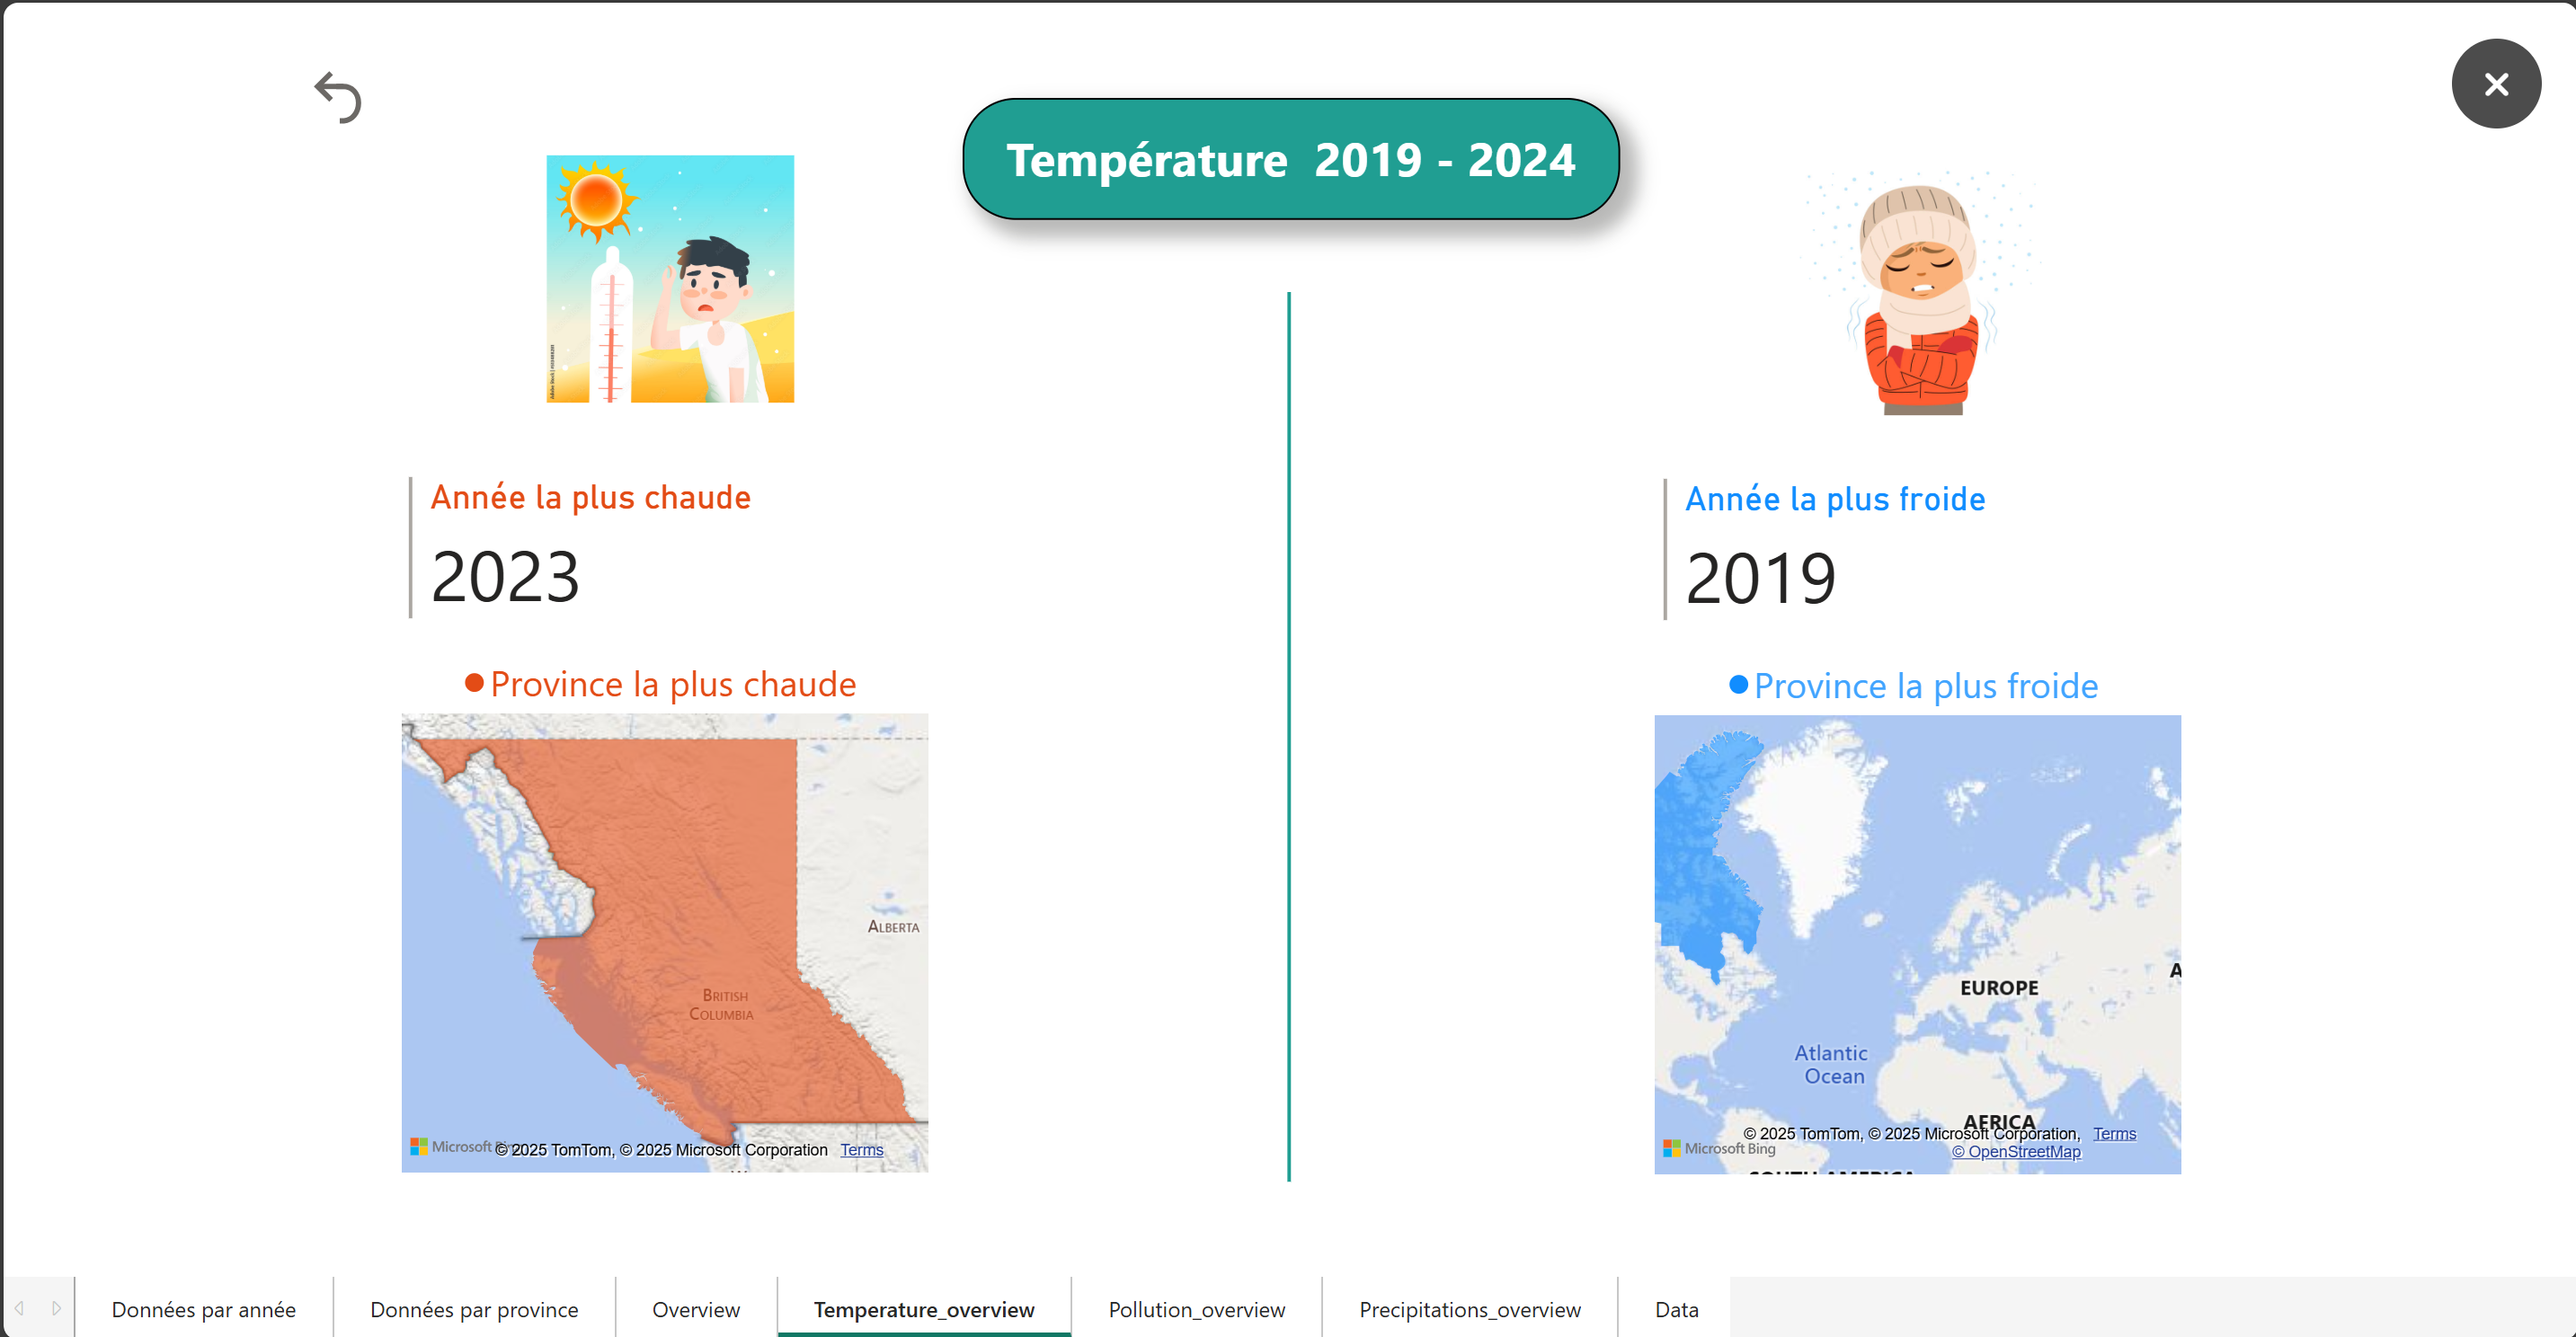 Température 2019 - 2024
Année la plus chaude
2023
Province la plus chaude
ALBERTA
BRITISH
COLUMBIA
Microsoft
© 2025 TomTom, © 2025 Microsoft Corporation Terms
Année la plus froide
2019
Province la plus froide
EUROPE
A
Atlantic
Ocean
AFRICA
© 2025 TomTom, © 2025 Microsoft Corporation, Terms
Microsoft Bing
© OpenStreetMap
SOUTH AMERICA
Données par année
Données par province
Overview
Temperature_overview
Pollution_overview
Precipitations_overview
Data